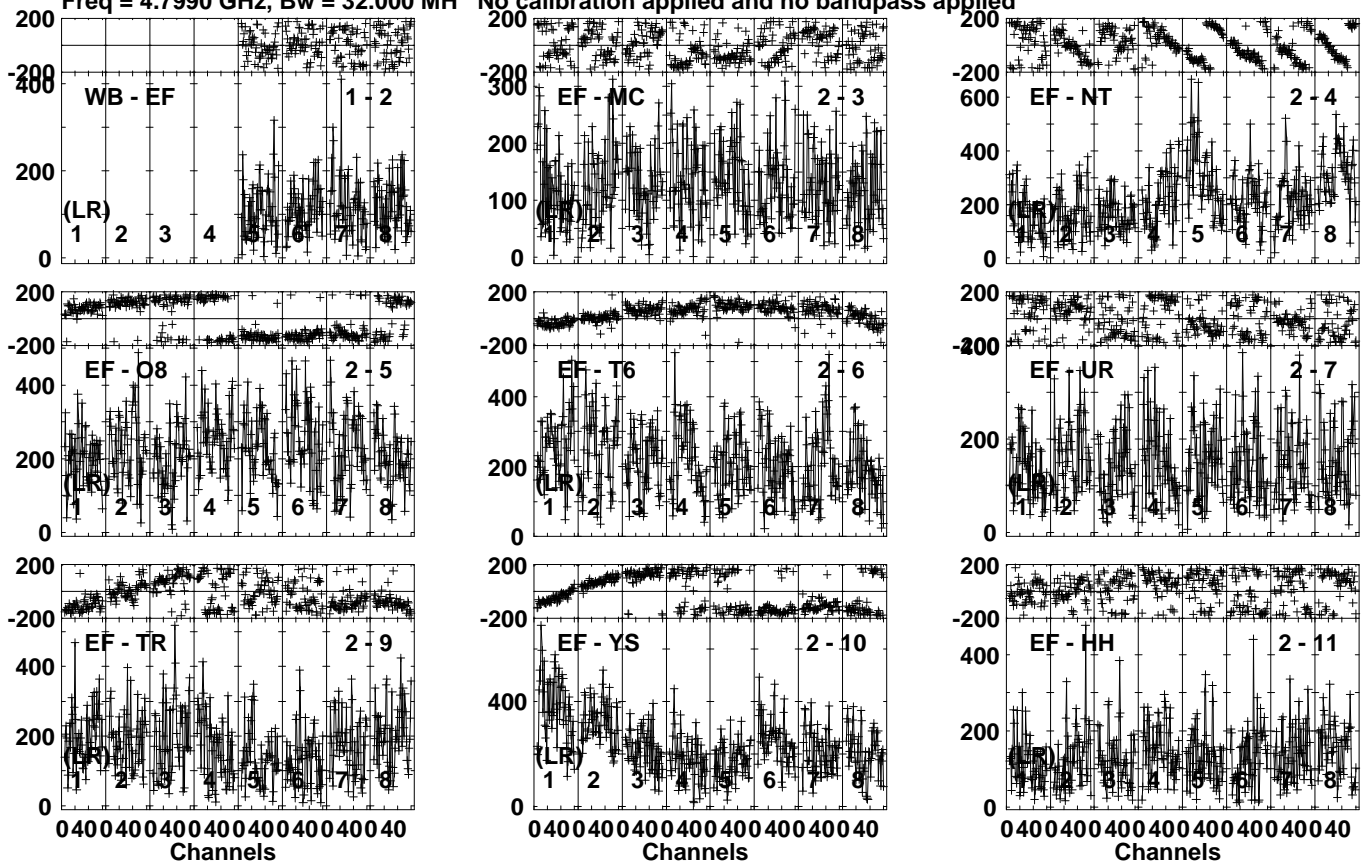 Freq = 4.7990 GHz, Bw = 32.000 MH No calibration applied and no bandpass applied
200 200 200
-200 -200 -200
WB - EF 1 - 2 EF - MC 2 - 3 EF - NT 2 - 4
400 300 600
200 200 400
100 200
0 0 0
(LR) (LR) (LR)
1 2 3 4 5 6 7 8 1 2 3 4 5 6 7 8 1 2 3 4 5 6 7 8
200 200 200
-200 -200 -200
EF - O8 2 - 5 EF - T6 2 - 6 EF - UR 2 - 7
400 400 400
200 200 200
0 0 0
(LR) (LR) (LR)
1 2 3 4 5 6 7 8 1 2 3 4 5 6 7 8 1 2 3 4 5 6 7 8
200 200 200
-200 -200 -200
EF - TR 2 - 9 EF - YS 2 - 10 EF - HH 2 - 11
400 400 400
200 200
0 0 0
(LR) (LR) (LR)
1 2 3 4 5 6 7 8 1 2 3 4 5 6 7 8 1 2 3 4 5 6 7 8
0 40 0 40 0 40 0 40 0 40 0 40 0 40 0 40 0 40 0 40 0 40 0 40 0 40 0 40 0 40 0 40 0 40 0 40 0 40 0 40 0 40 0 40 0 40 0 40
Channels Channels Channels